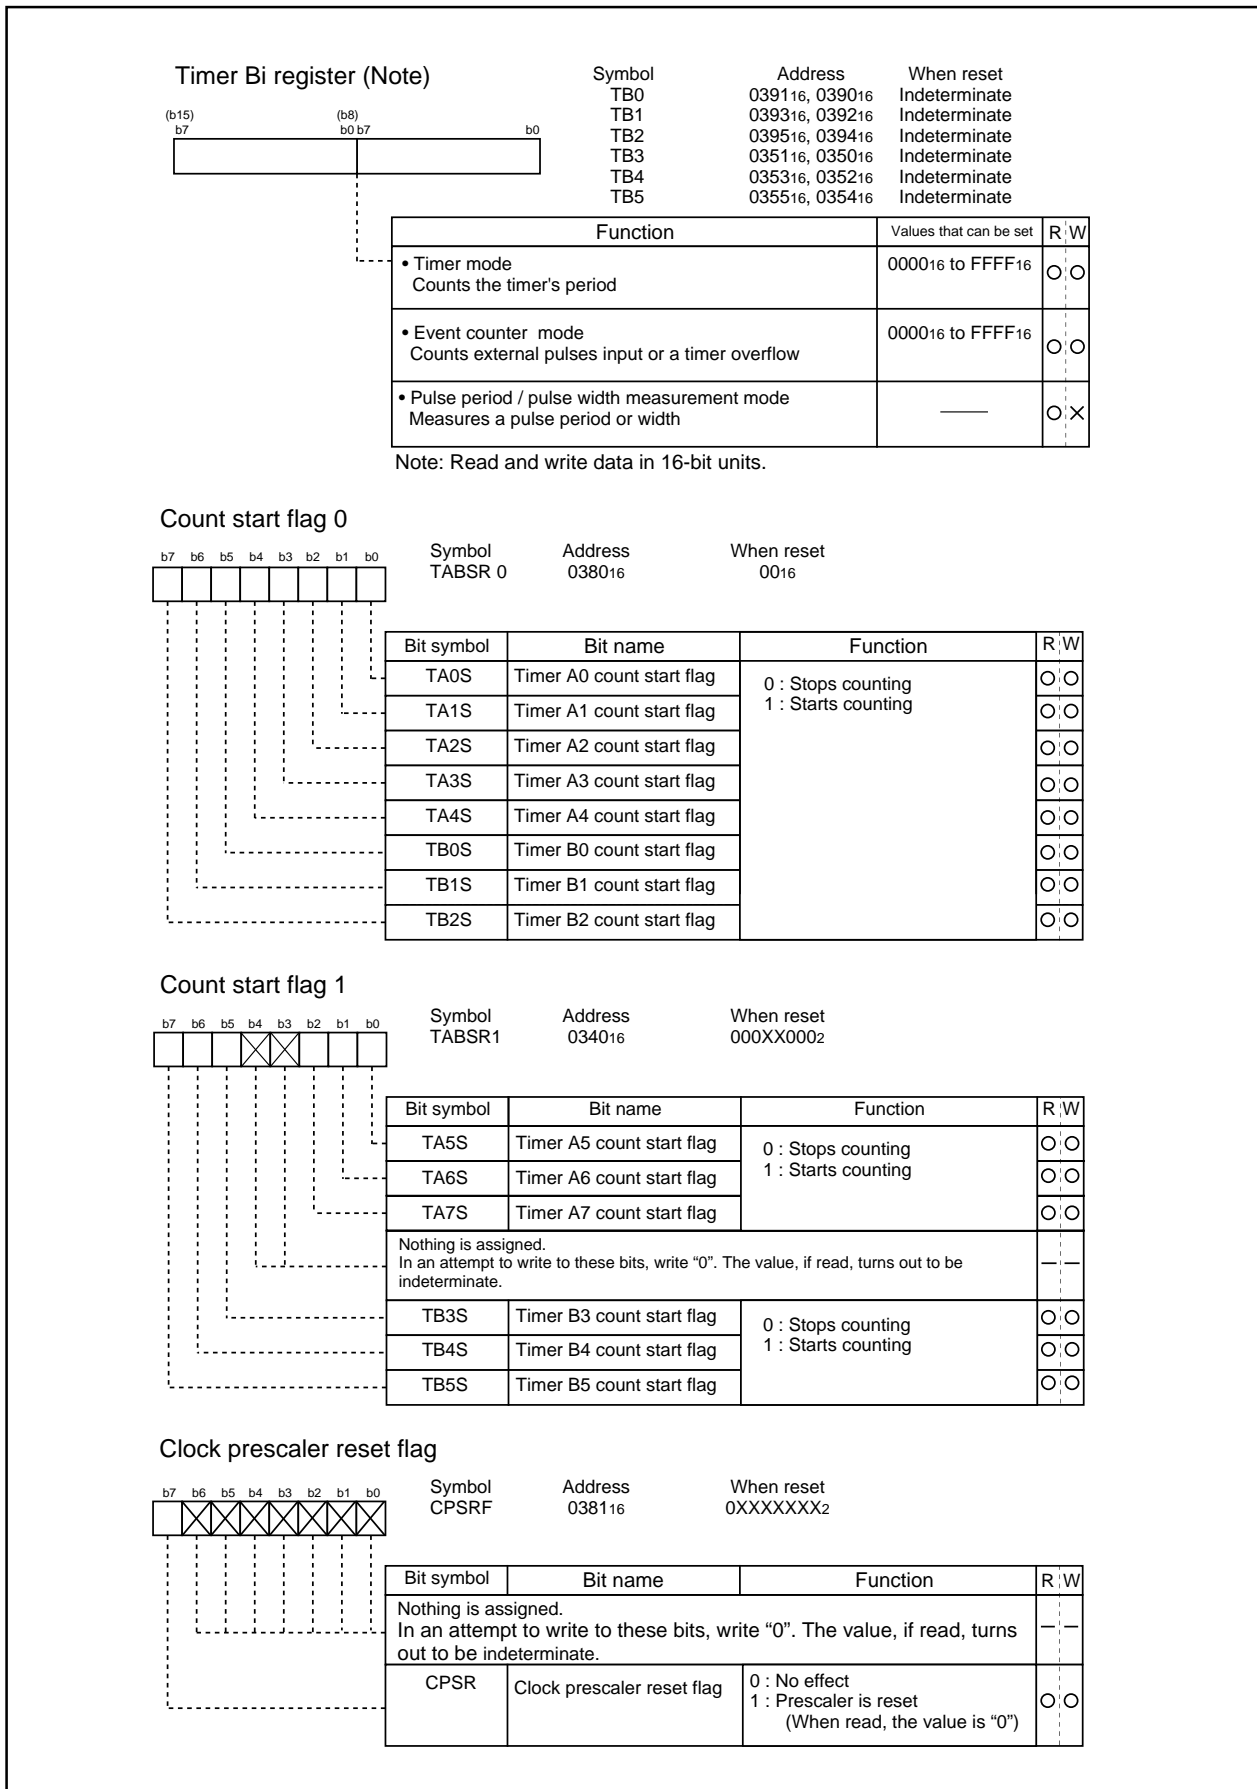 Timer Bi register (Note)
Symbol Address When reset
TB0 039116, 039016 Indeterminate
TB1 039316, 039216 Indeterminate
TB2 039516, 039416 Indeterminate
TB3 035116, 035016 Indeterminate
TB4 035316, 035216 Indeterminate
TB5 035516, 035416 Indeterminate
(b15) (b8)
b7 b0 b7 b0
Function Values that can be set R W
• Timer mode 000016 to FFFF16
Counts the timer's period
• Event counter mode 000016 to FFFF16
Counts external pulses input or a timer overflow
• Pulse period / pulse width measurement mode
Measures a pulse period or width
Note: Read and write data in 16-bit units.
Count start flag 0
b7 b6 b5 b4 b3 b2 b1 b0
Symbol Address When reset
TABSR 0 038016 0016
Bit symbol Bit name Function R W
TA0S Timer A0 count start flag 0 : Stops counting
1 : Starts counting
TA1S Timer A1 count start flag
TA2S Timer A2 count start flag
TA3S Timer A3 count start flag
TA4S Timer A4 count start flag
TB0S Timer B0 count start flag
TB1S Timer B1 count start flag
TB2S Timer B2 count start flag
Count start flag 1
b7 b6 b5 b4 b3 b2 b1 b0
Symbol Address When reset
TABSR1 034016 000XX0002
Bit symbol Bit name Function R W
TA5S Timer A5 count start flag 0 : Stops counting
1 : Starts counting
TA6S Timer A6 count start flag
TA7S Timer A7 count start flag
Nothing is assigned.
In an attempt to write to these bits, write “0”. The value, if read, turns out to be
indeterminate.
TB3S Timer B3 count start flag 0 : Stops counting
1 : Starts counting
TB4S Timer B4 count start flag
TB5S Timer B5 count start flag
Clock prescaler reset flag
b7 b6 b5 b4 b3 b2 b1 b0
Symbol Address When reset
CPSRF 038116 0XXXXXXX2
Bit symbol Bit name Function R W
Nothing is assigned.
In an attempt to write to these bits, write “0”. The value, if read, turns
out to be indeterminate.
CPSR Clock prescaler reset flag 0 : No effect
1 : Prescaler is reset
(When read, the value is “0”)